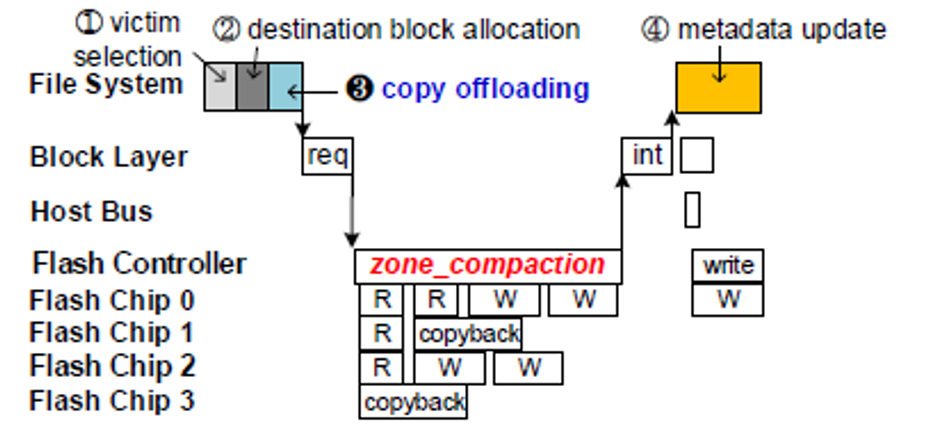 ① victim selection
② destination block allocation
④ metadata update
File System
❸ copy offloading
Block Layer
req
int
Host Bus
Flash Controller
zone_compaction
write
Flash Chip 0
R
R
W
W
W
Flash Chip 1
R
copyback
Flash Chip 2
R
W
W
Flash Chip 3
copyback